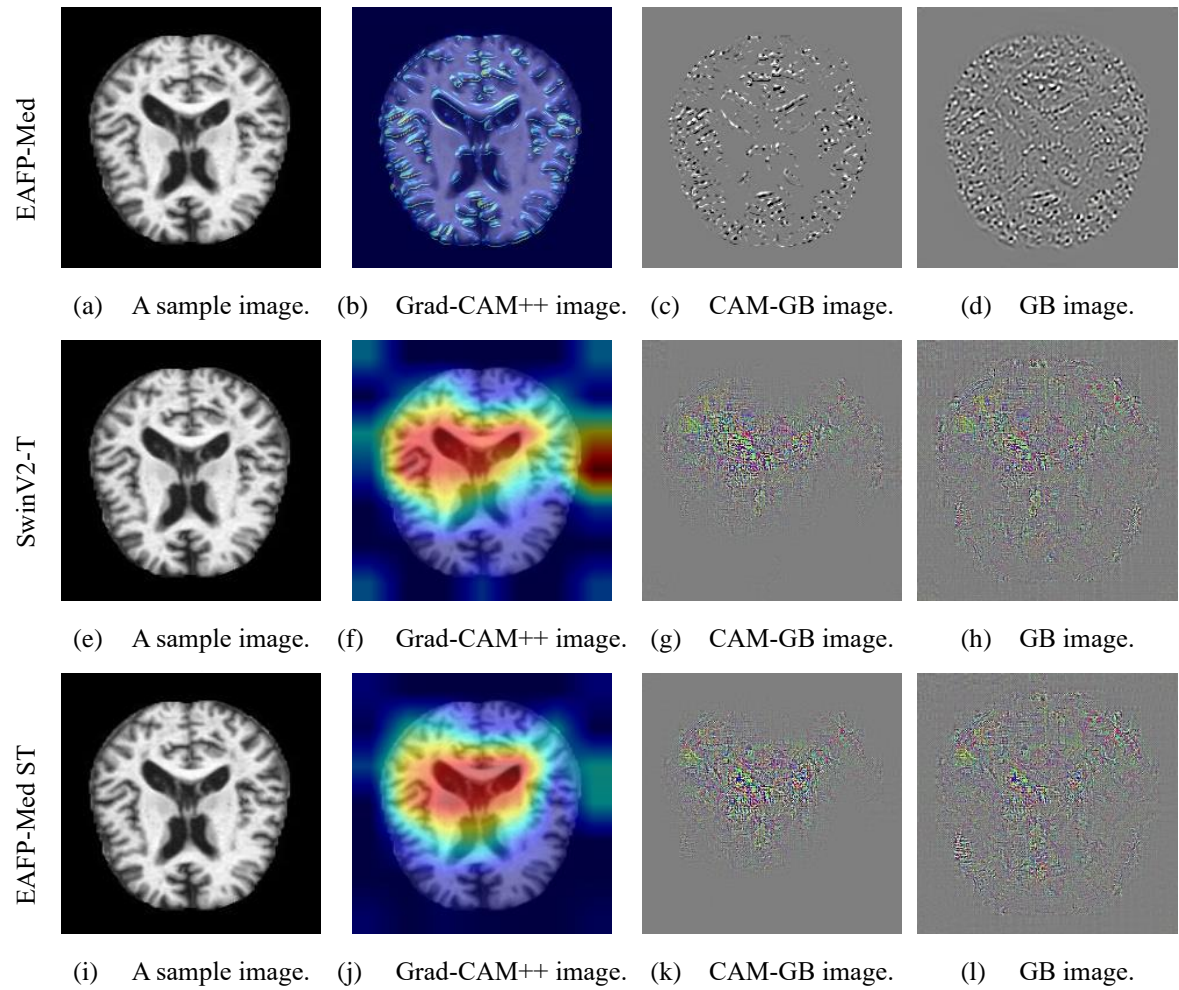 EAFP-Med
(a) A sample image. (b) Grad-CAM++ image. (c) CAM-GB image. (d) GB image.
SwinV2-T
(e) A sample image. (f) Grad-CAM++ image. (g) CAM-GB image. (h) GB image.
EAFP-Med ST
(i) A sample image. (j) Grad-CAM++ image. (k) CAM-GB image. (l) GB image.